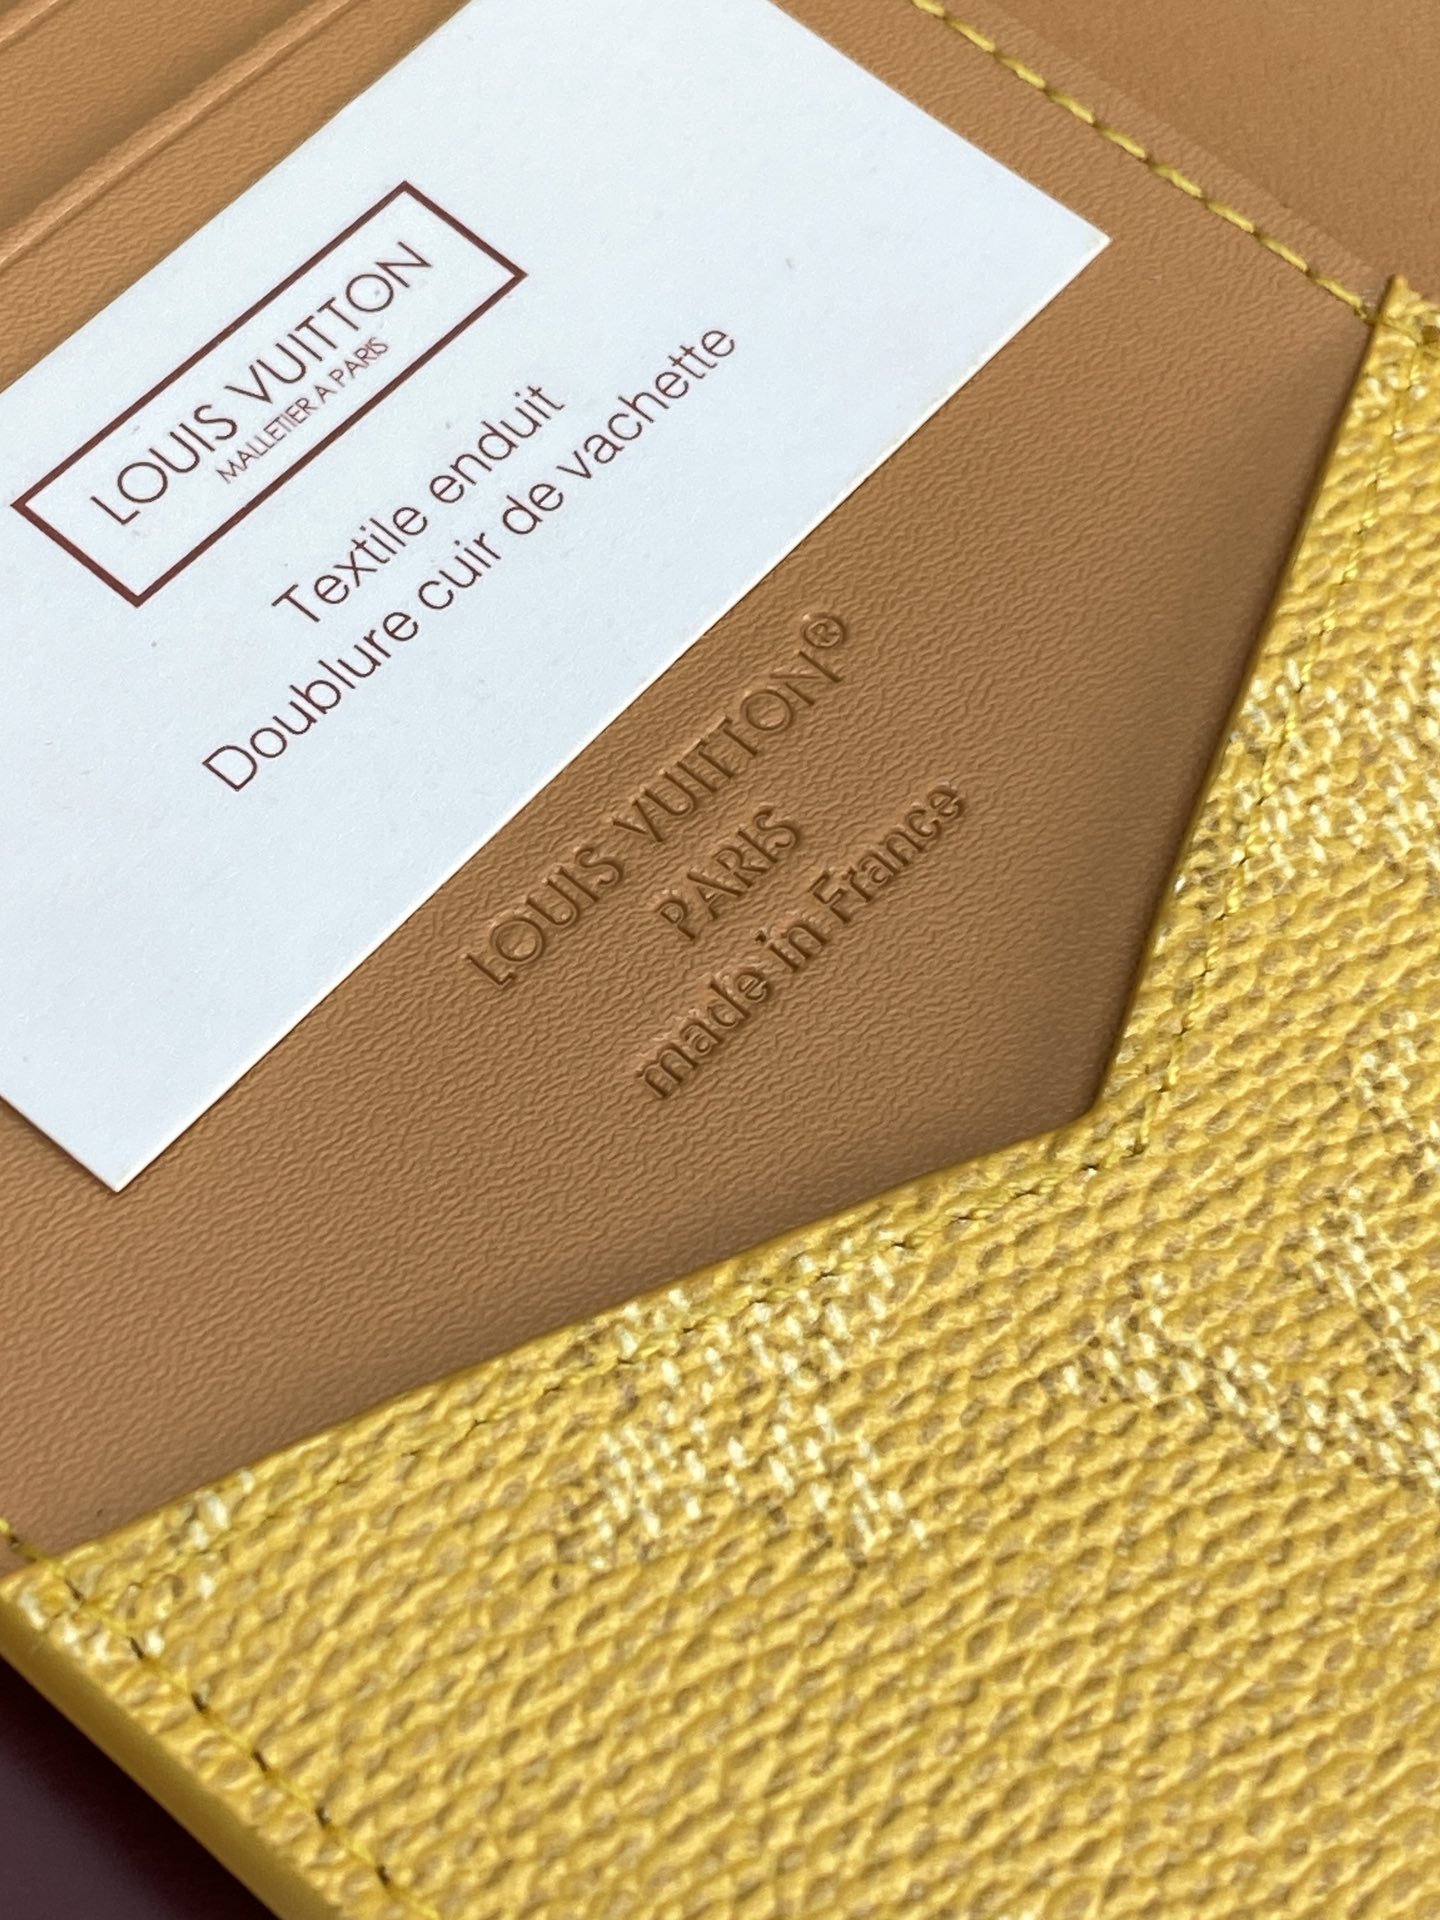 LOUIS VUITTON
MALLETIER A PARIS
Textile enduit
Doublure cuir de vachette
LOUIS VUITTON®
PARIS
made in France